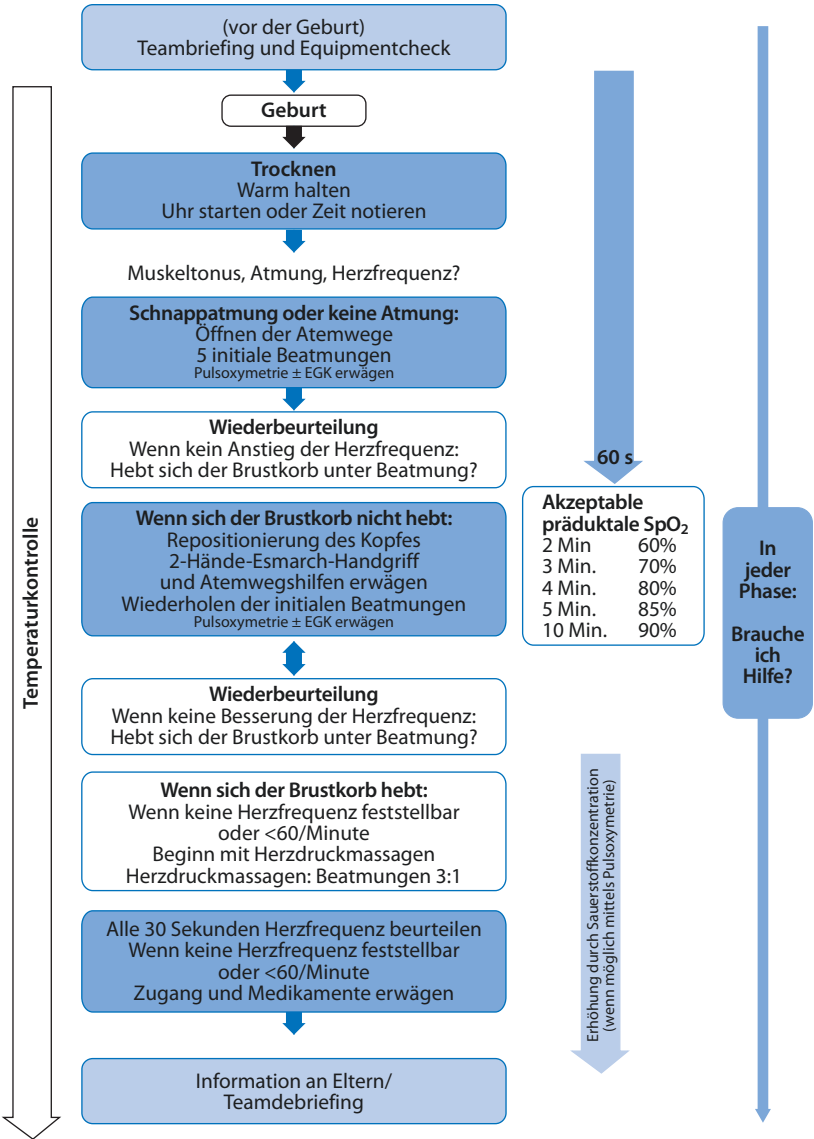 (vor der Geburt)
Teambriefing und Equipmentcheck
Geburt
Trocknen
Warm halten
Uhr starten oder Zeit notieren
Muskeltonus, Atmung, Herzfrequenz?
Schnappatmung oder keine Atmung:
Öffnen der Atemwege
5 initiale Beatmungen
Pulsoxymetrie ± EGK erwägen
Wiederbeurteilung
Wenn kein Anstieg der Herzfrequenz:
Hebt sich der Brustkorb unter Beatmung?
Wenn sich der Brustkorb nicht hebt:
Repositionierung des Kopfes
2-Hände-Esmarch-Handgriff
und Atemwegshilfen erwägen
Wiederholen der initialen Beatmungen
Pulsoxymetrie ± EGK erwägen
Wiederbeurteilung
Wenn keine Besserung der Herzfrequenz:
Hebt sich der Brustkorb unter Beatmung?
Wenn sich der Brustkorb hebt:
Wenn keine Herzfrequenz feststellbar
oder <60/Minute
Beginn mit Herzdruckmassagen
Herzdruckmassagen: Beatmungen 3:1
Alle 30 Sekunden Herzfrequenz beurteilen
Wenn keine Herzfrequenz feststellbar
oder <60/Minute
Zugang und Medikamente erwägen
Information an Eltern/
Teamdebriefing
Temperaturkontrolle
60 s
Akzeptable
präduktale SpO₂
2 Min 60%
3 Min. 70%
4 Min. 80%
5 Min. 85%
10 Min. 90%
Erhöhung durch Sauerstoffkonzentration
(wenn möglich mittels Pulsoxymetrie)
In
jeder
Phase:
Brauche
ich
Hilfe?